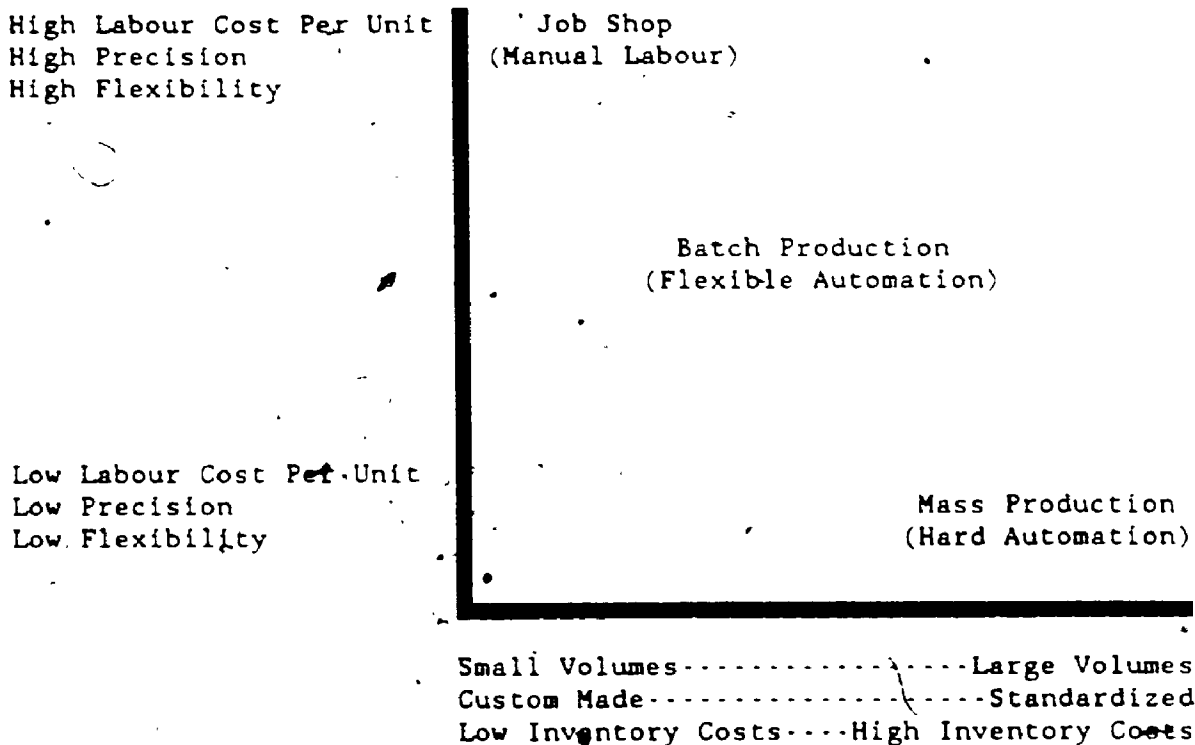 High Labour Cost Per Unit
High Precision
High Flexibility
Job Shop
(Manual Labour)
Batch Production
(Flexible Automation)
Low Labour Cost Per Unit
Low Precision
Low Flexibility
Mass Production
(Hard Automation)
Small Volumes-----------------Large Volumes
Custom Made--------------------Standardized
Low Inventory Costs----High Inventory Costs